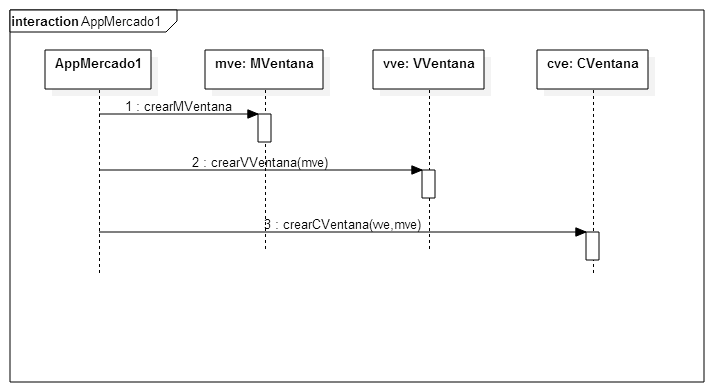 interaction AppMercado1
AppMercado1
mve: MVentana
vve: VVentana
cve: CVentana
1 : crearMVentana
2 : crearVVentana(mve)
3 : crearCVentana(vve,mve)